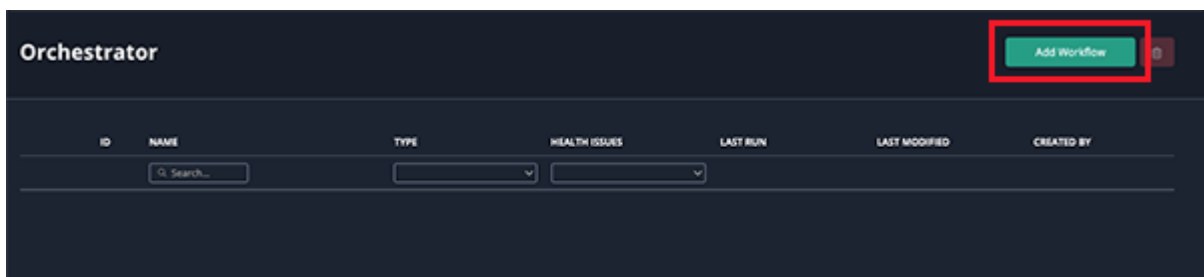 Orchestrator
Add Workflow
ID NAME TYPE HEALTH ISSUES LAST RUN LAST MODIFIED CREATED BY
Search...